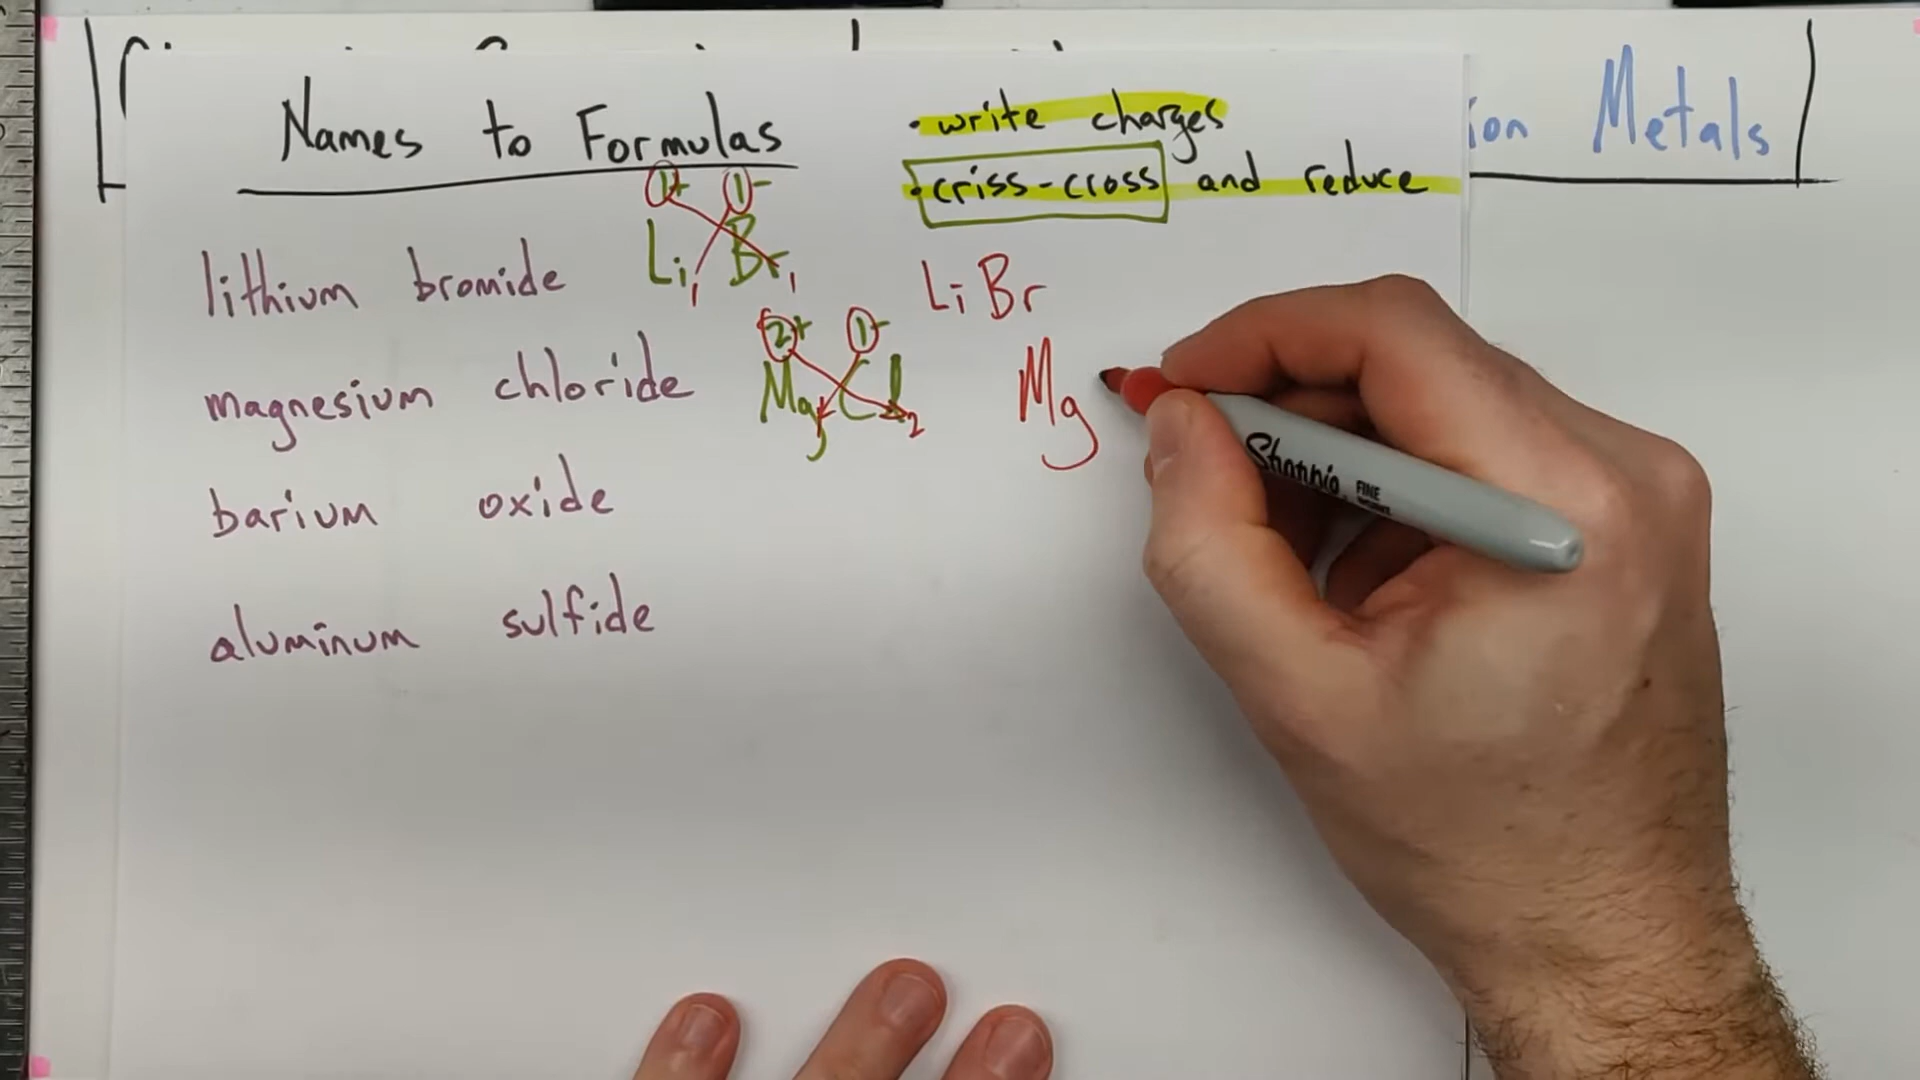 Names to Formulas
• write charges
• criss-cross and reduce
ion Metals
1+ 1-
Li1 Br1
lithium bromide
LiBr
2+ 1-
Mg1 Cl2
magnesium chloride
Mg
barium oxide
aluminum sulfide
Sharpie
FINE